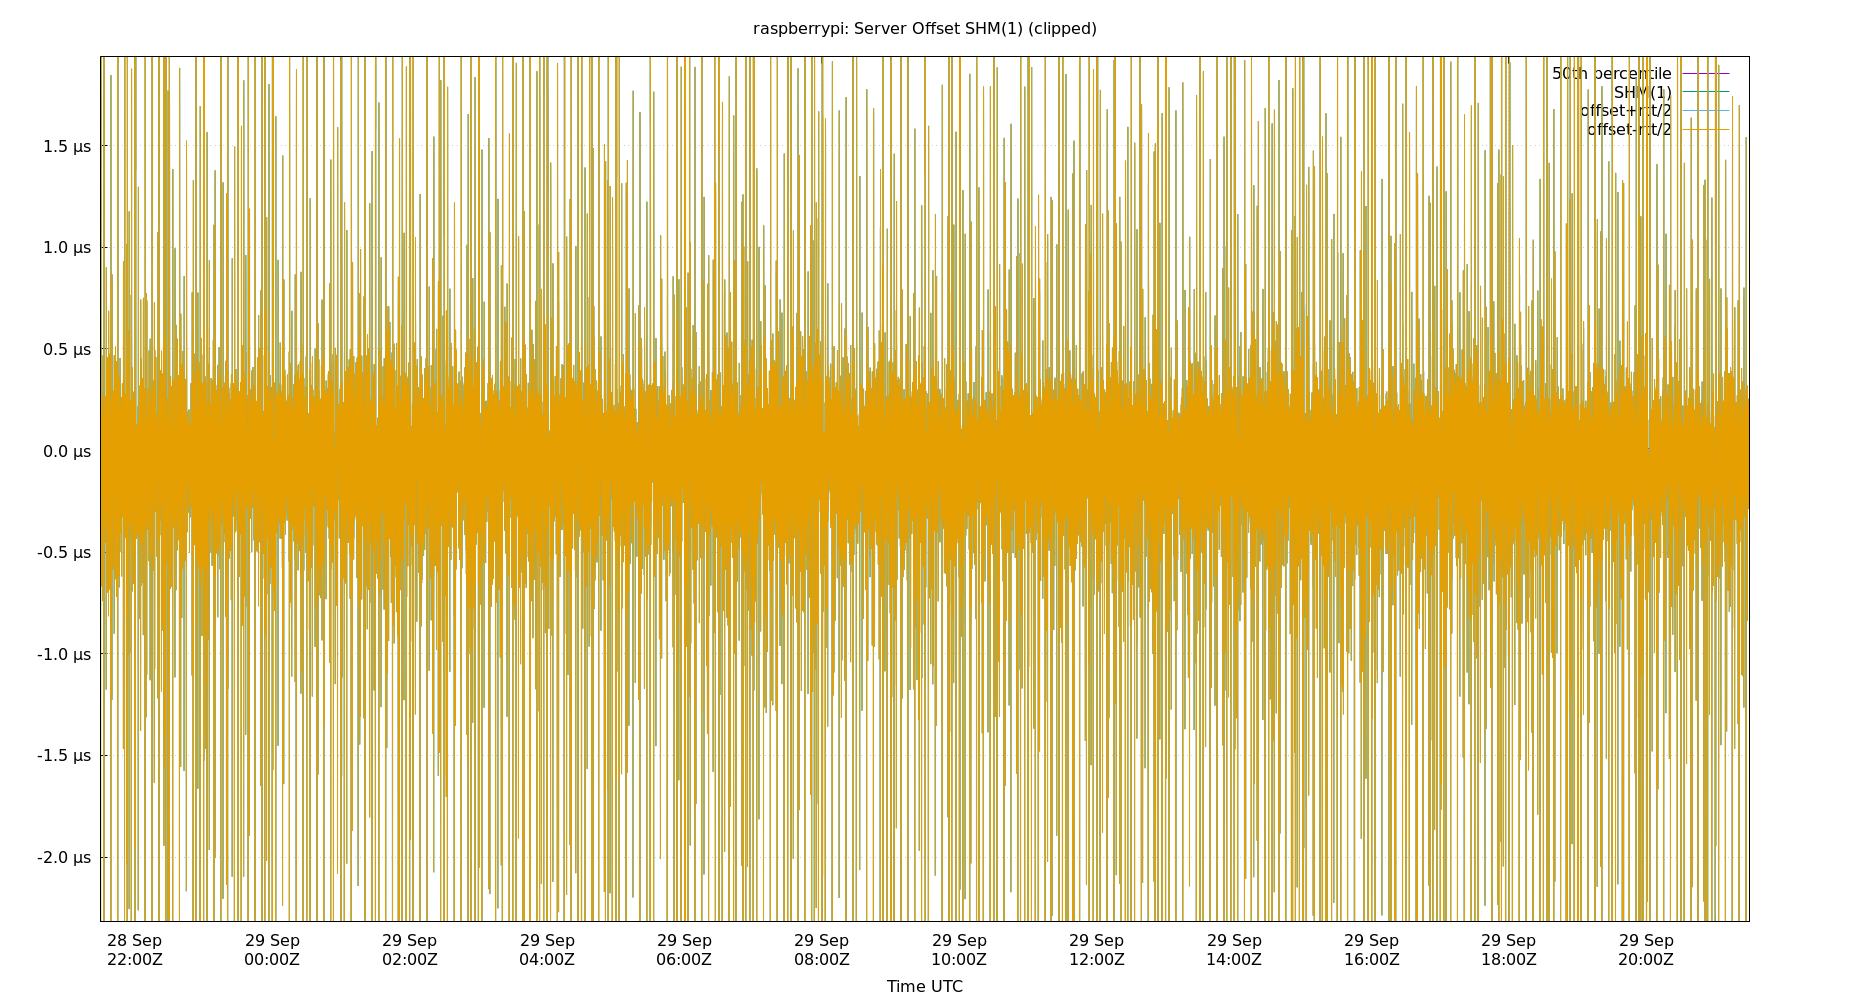 raspberrypi: Server Offset SHM(1) (clipped)
50th percentile
SHM(1)
offset+rtt/2
offset-rtt/2
1.5 µs
1.0 µs
0.5 µs
0.0 µs
-0.5 µs
-1.0 µs
-1.5 µs
-2.0 µs
28 Sep 29 Sep 29 Sep 29 Sep 29 Sep 29 Sep 29 Sep 29 Sep 29 Sep 29 Sep 29 Sep 29 Sep
22:00Z 00:00Z 02:00Z 04:00Z 06:00Z 08:00Z 10:00Z 12:00Z 14:00Z 16:00Z 18:00Z 20:00Z
Time UTC